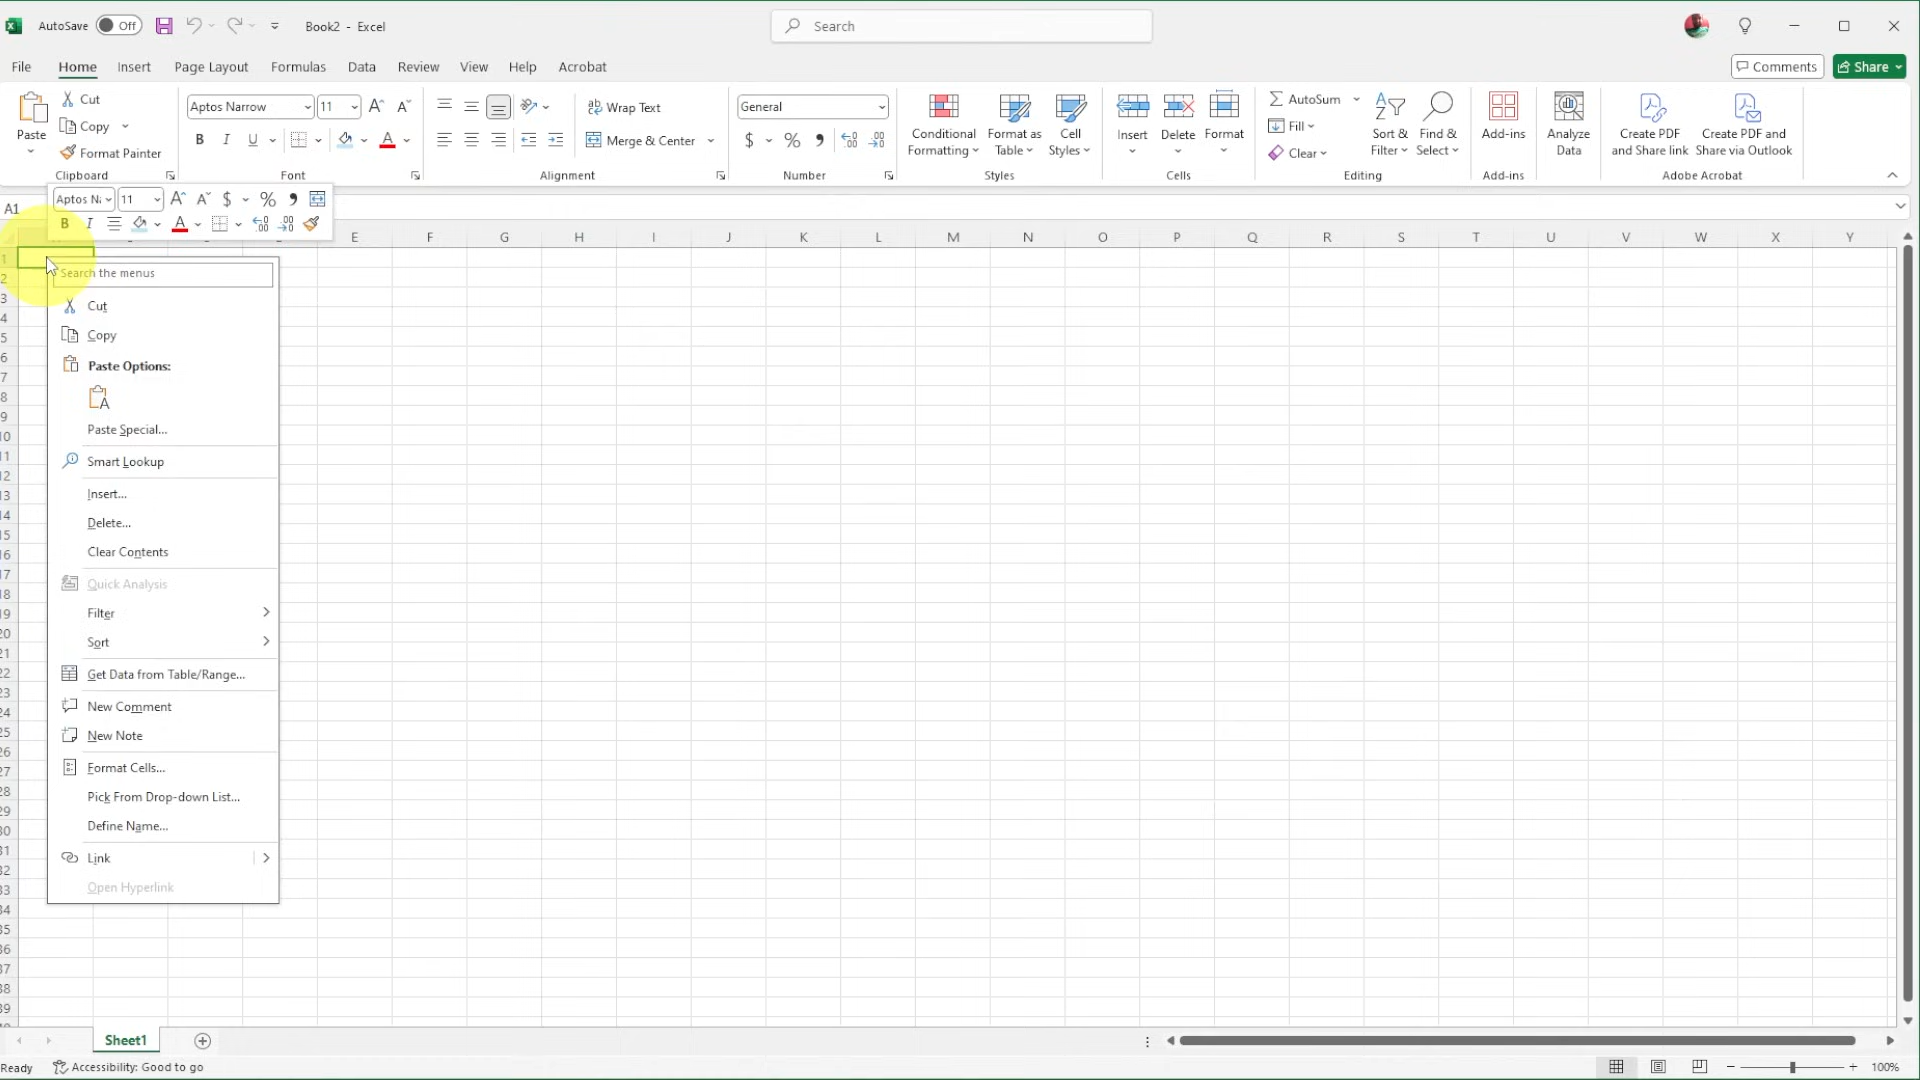 AutoSave Off Book2 - Excel Search
File Home Insert Page Layout Formulas Data Review View Help Acrobat Comments Share
Paste Cut Copy Format Painter Clipboard
Aptos Narrow 11 B I U Font
Wrap Text Merge & Center Alignment
General $ % Number
Conditional Formatting Format as Table Cell Styles Styles
Insert Delete Format Cells
AutoSum Fill Clear Sort & Filter Find & Select Editing
Add-ins Add-ins
Analyze Data
Create PDF and Share link Create PDF and Share via Outlook Adobe Acrobat
Aptos Na 11 $ %
B I
A1
E F G H I J K L M N O P Q R S T U V W X Y
Search the menus
Cut
Copy
Paste Options:
Paste Special...
Smart Lookup
Insert...
Delete...
Clear Contents
Quick Analysis
Filter
Sort
Get Data from Table/Range...
New Comment
New Note
Format Cells...
Pick From Drop-down List...
Define Name...
Link
Open Hyperlink
Sheet1
Ready Accessibility: Good to go 100%